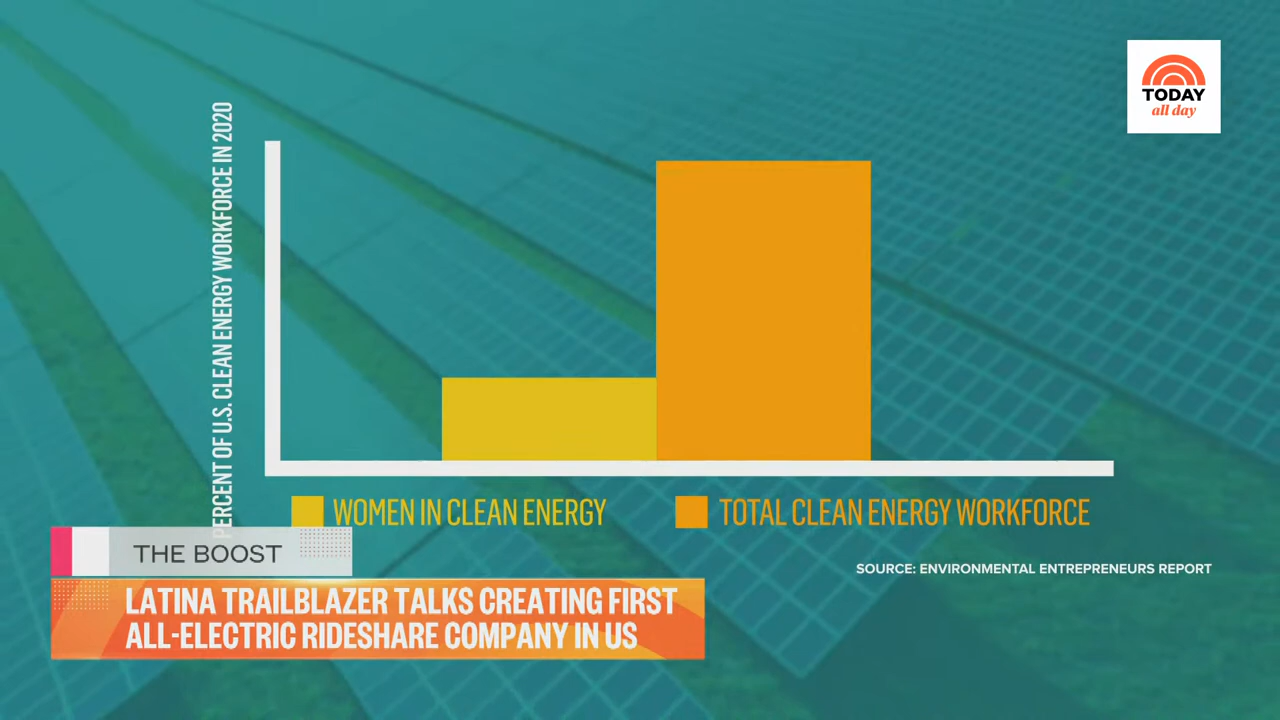 TODAY
all day
PERCENT OF U.S. CLEAN ENERGY WORKFORCE IN 2020
WOMEN IN CLEAN ENERGY
TOTAL CLEAN ENERGY WORKFORCE
SOURCE: ENVIRONMENTAL ENTREPRENEURS REPORT
THE BOOST
LATINA TRAILBLAZER TALKS CREATING FIRST
ALL-ELECTRIC RIDESHARE COMPANY IN US